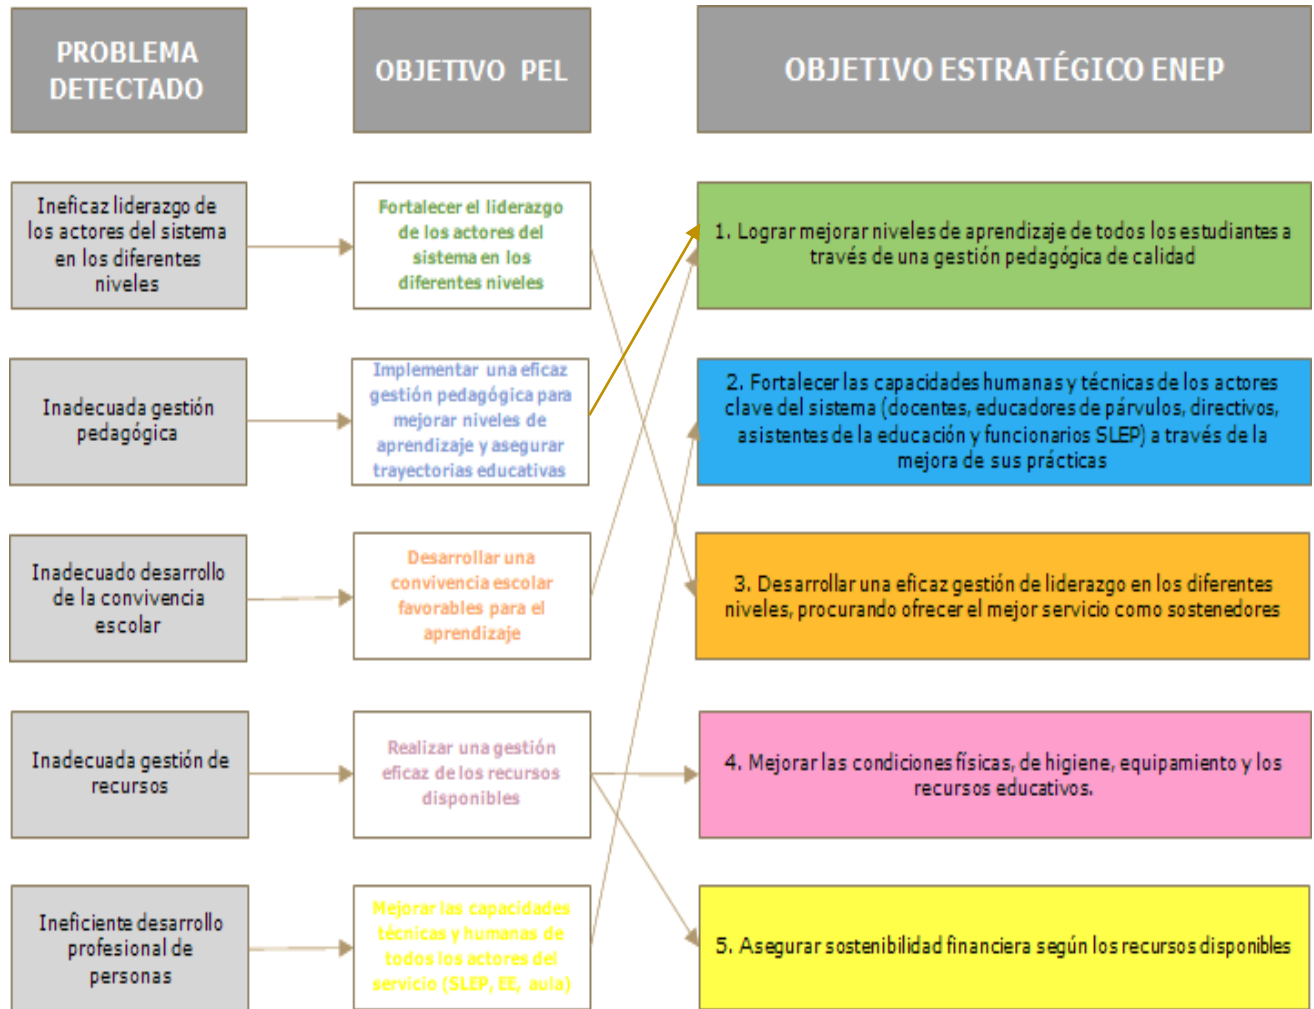 PROBLEMA
DETECTADO
OBJETIVO PEL
OBJETIVO ESTRATÉGICO ENEP
Ineficaz liderazgo de
los actores del sistema
en los diferentes
niveles
Fortalecer el liderazgo
de los actores del
sistema en los
diferentes niveles
1. Lograr mejorar niveles de aprendizaje de todos los estudiantes a
través de una gestión pedagógica de calidad
Inadecuada gestión
pedagógica
Implementar una eficaz
gestión pedagógica para
mejorar niveles de
aprendizaje y asegurar
trayectorias educativas
2. Fortalecer las capacidades humanas y técnicas de los actores
clave del sistema (docentes, educadores de párvulos, directivos,
asistentes de la educación y funcionarios SLEP) a través de la
mejora de sus prácticas
Inadecuado desarrollo
de la convivencia
escolar
Desarrollar una
convivencia escolar
favorables para el
aprendizaje
3. Desarrollar una eficaz gestión de liderazgo en los diferentes
niveles, procurando ofrecer el mejor servicio como sostenedores
Inadecuada gestión de
recursos
Realizar una gestión
eficaz de los recursos
disponibles
4. Mejorar las condiciones físicas, de higiene, equipamiento y los
recursos educativos.
Ineficiente desarrollo
profesional de
personas
Mejorar las capacidades
técnicas y humanas de
todos los actores del
servicio (SLEP, EE, aula)
5. Asegurar sostenibilidad financiera según los recursos disponibles